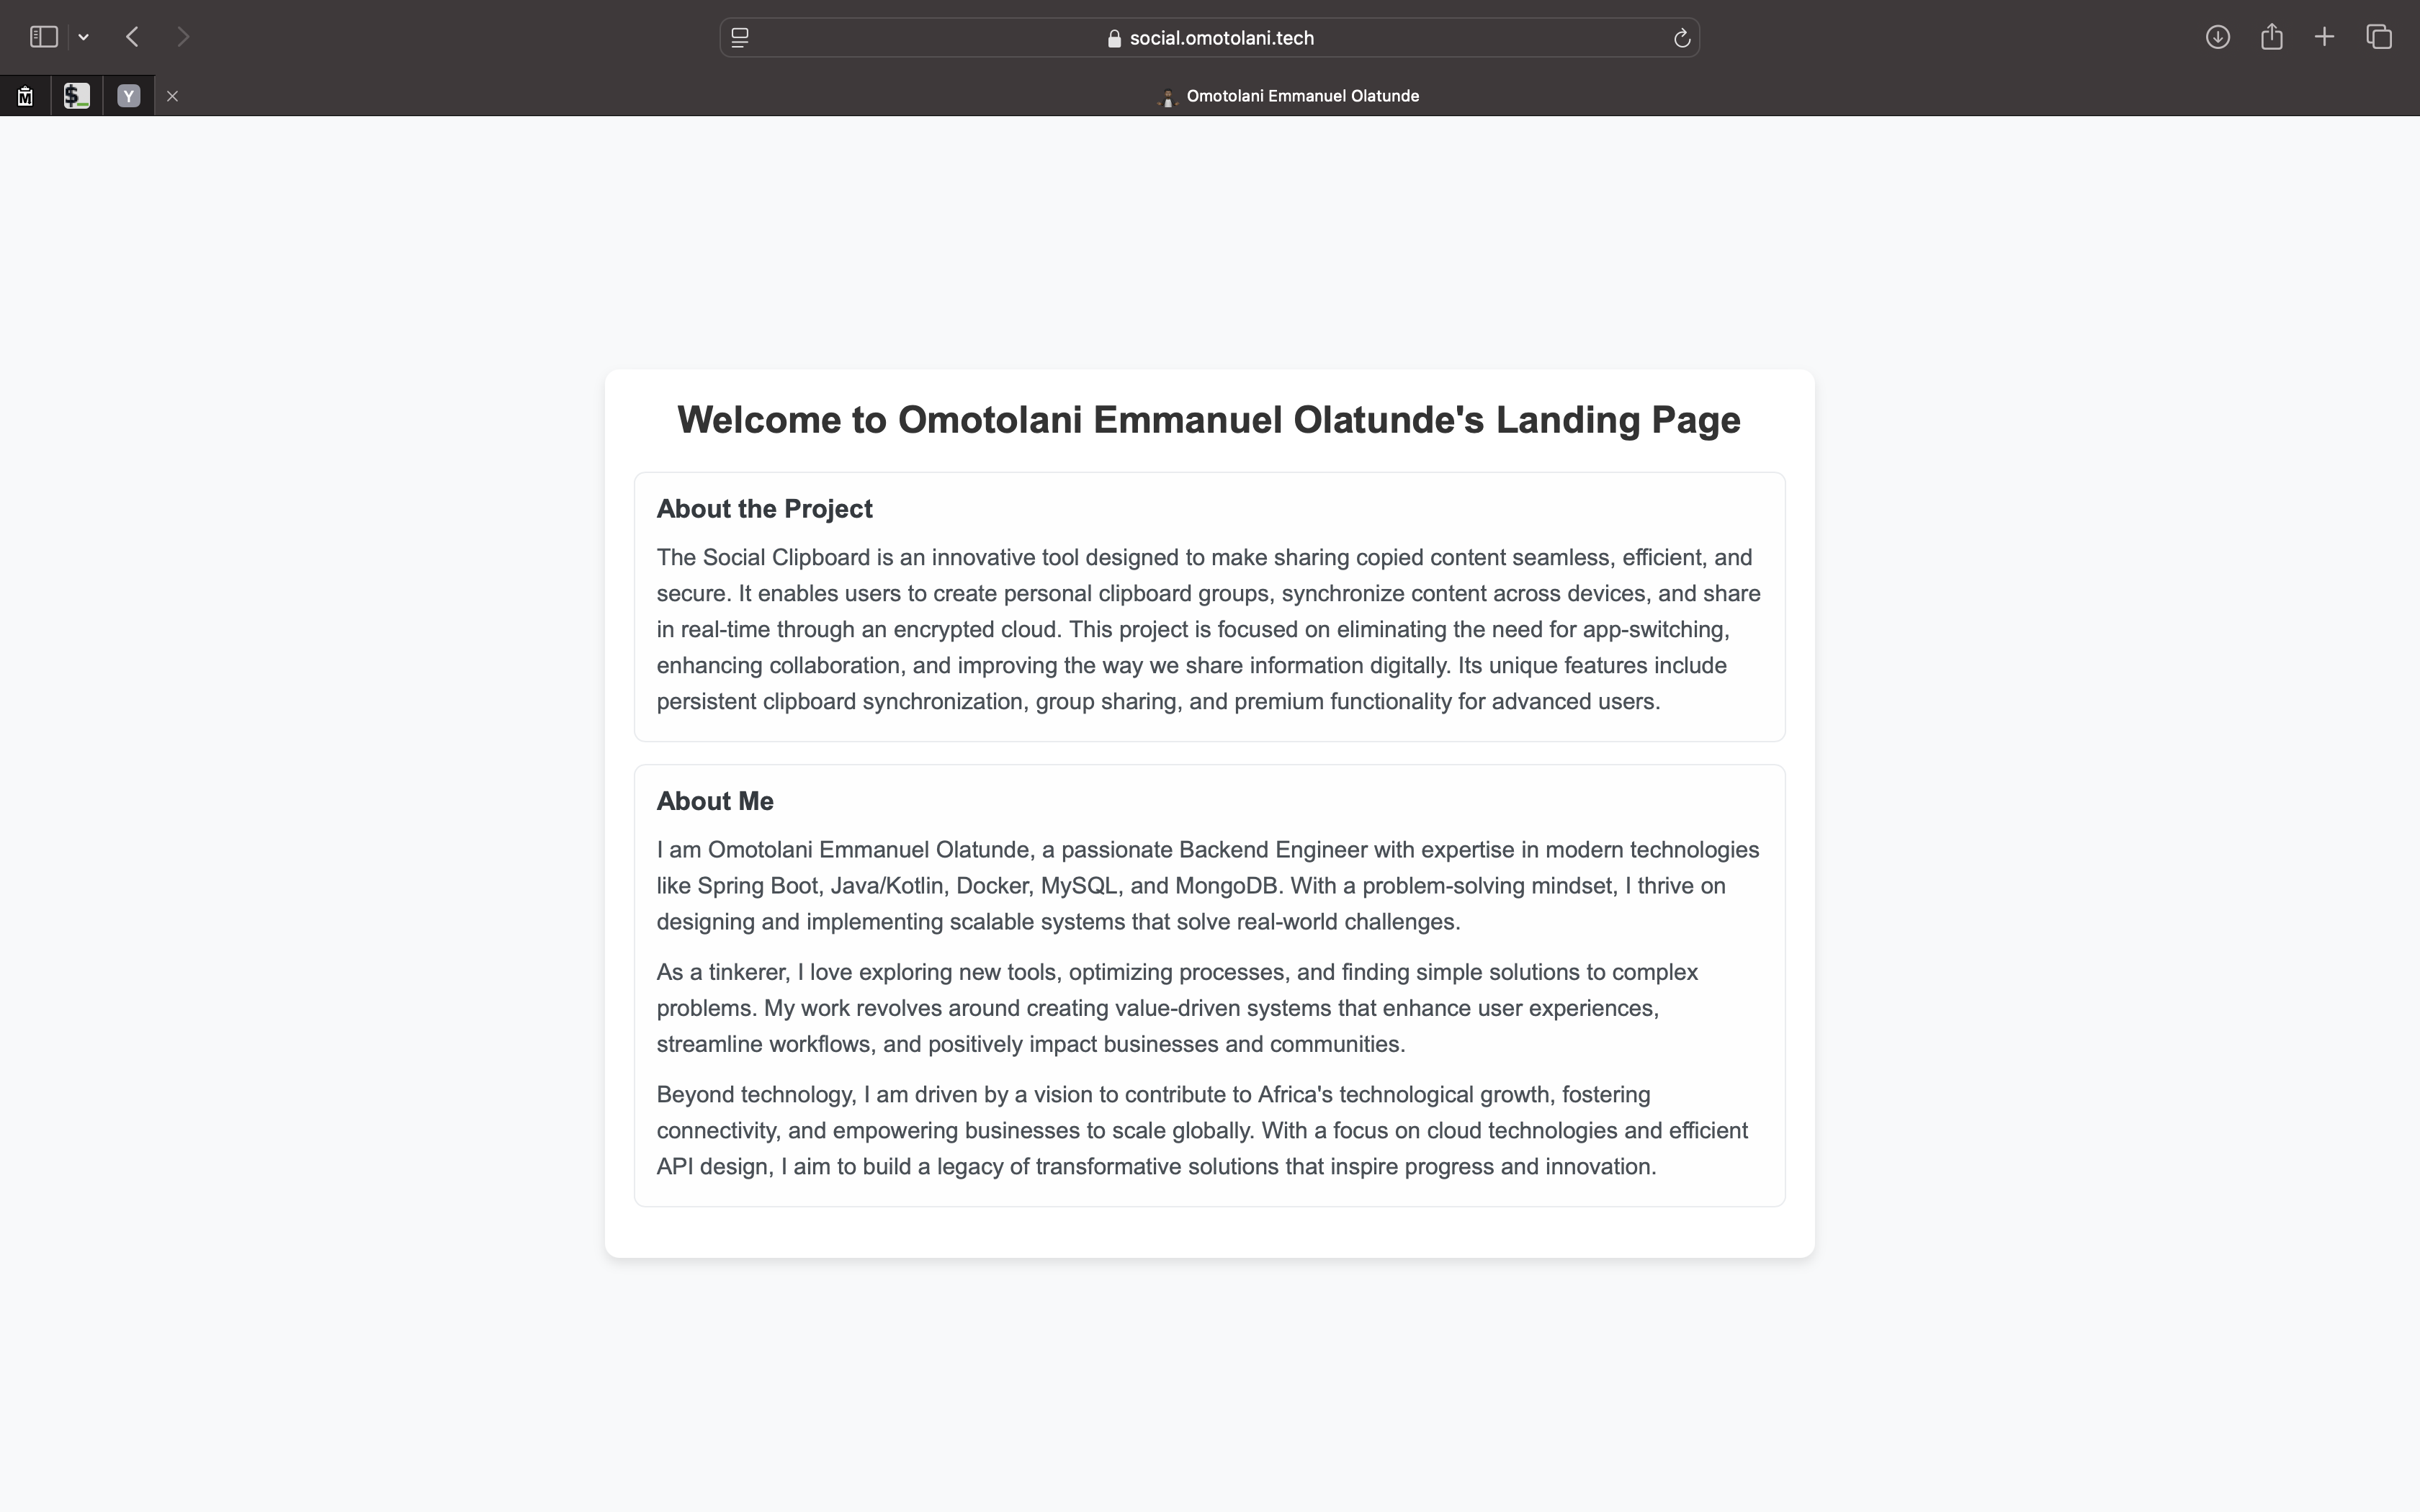 social.omotolani.tech
M
$_
Y
Omotolani Emmanuel Olatunde
Welcome to Omotolani Emmanuel Olatunde's Landing Page
About the Project
The Social Clipboard is an innovative tool designed to make sharing copied content seamless, efficient, and
secure. It enables users to create personal clipboard groups, synchronize content across devices, and share
in real-time through an encrypted cloud. This project is focused on eliminating the need for app-switching,
enhancing collaboration, and improving the way we share information digitally. Its unique features include
persistent clipboard synchronization, group sharing, and premium functionality for advanced users.
About Me
I am Omotolani Emmanuel Olatunde, a passionate Backend Engineer with expertise in modern technologies
like Spring Boot, Java/Kotlin, Docker, MySQL, and MongoDB. With a problem-solving mindset, I thrive on
designing and implementing scalable systems that solve real-world challenges.
As a tinkerer, I love exploring new tools, optimizing processes, and finding simple solutions to complex
problems. My work revolves around creating value-driven systems that enhance user experiences,
streamline workflows, and positively impact businesses and communities.
Beyond technology, I am driven by a vision to contribute to Africa's technological growth, fostering
connectivity, and empowering businesses to scale globally. With a focus on cloud technologies and efficient
API design, I aim to build a legacy of transformative solutions that inspire progress and innovation.